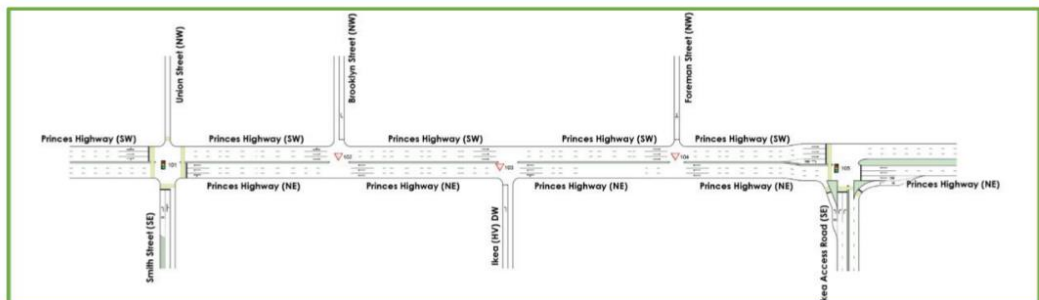 Union Street (NW)
Brooklyn Street (NW)
Foreman Street (NW)
Princes Highway (SW)
Princes Highway (SW)
Princes Highway (SW)
Princes Highway (SW)
Princes Highway (SW)
101
102
103
104
105
Princes Highway (NE)
Princes Highway (NE)
Princes Highway (NE)
Princes Highway (NE)
Princes Highway (NE)
Smith Street (SE)
Ikea (HV) DW
kea Access Road (SE)